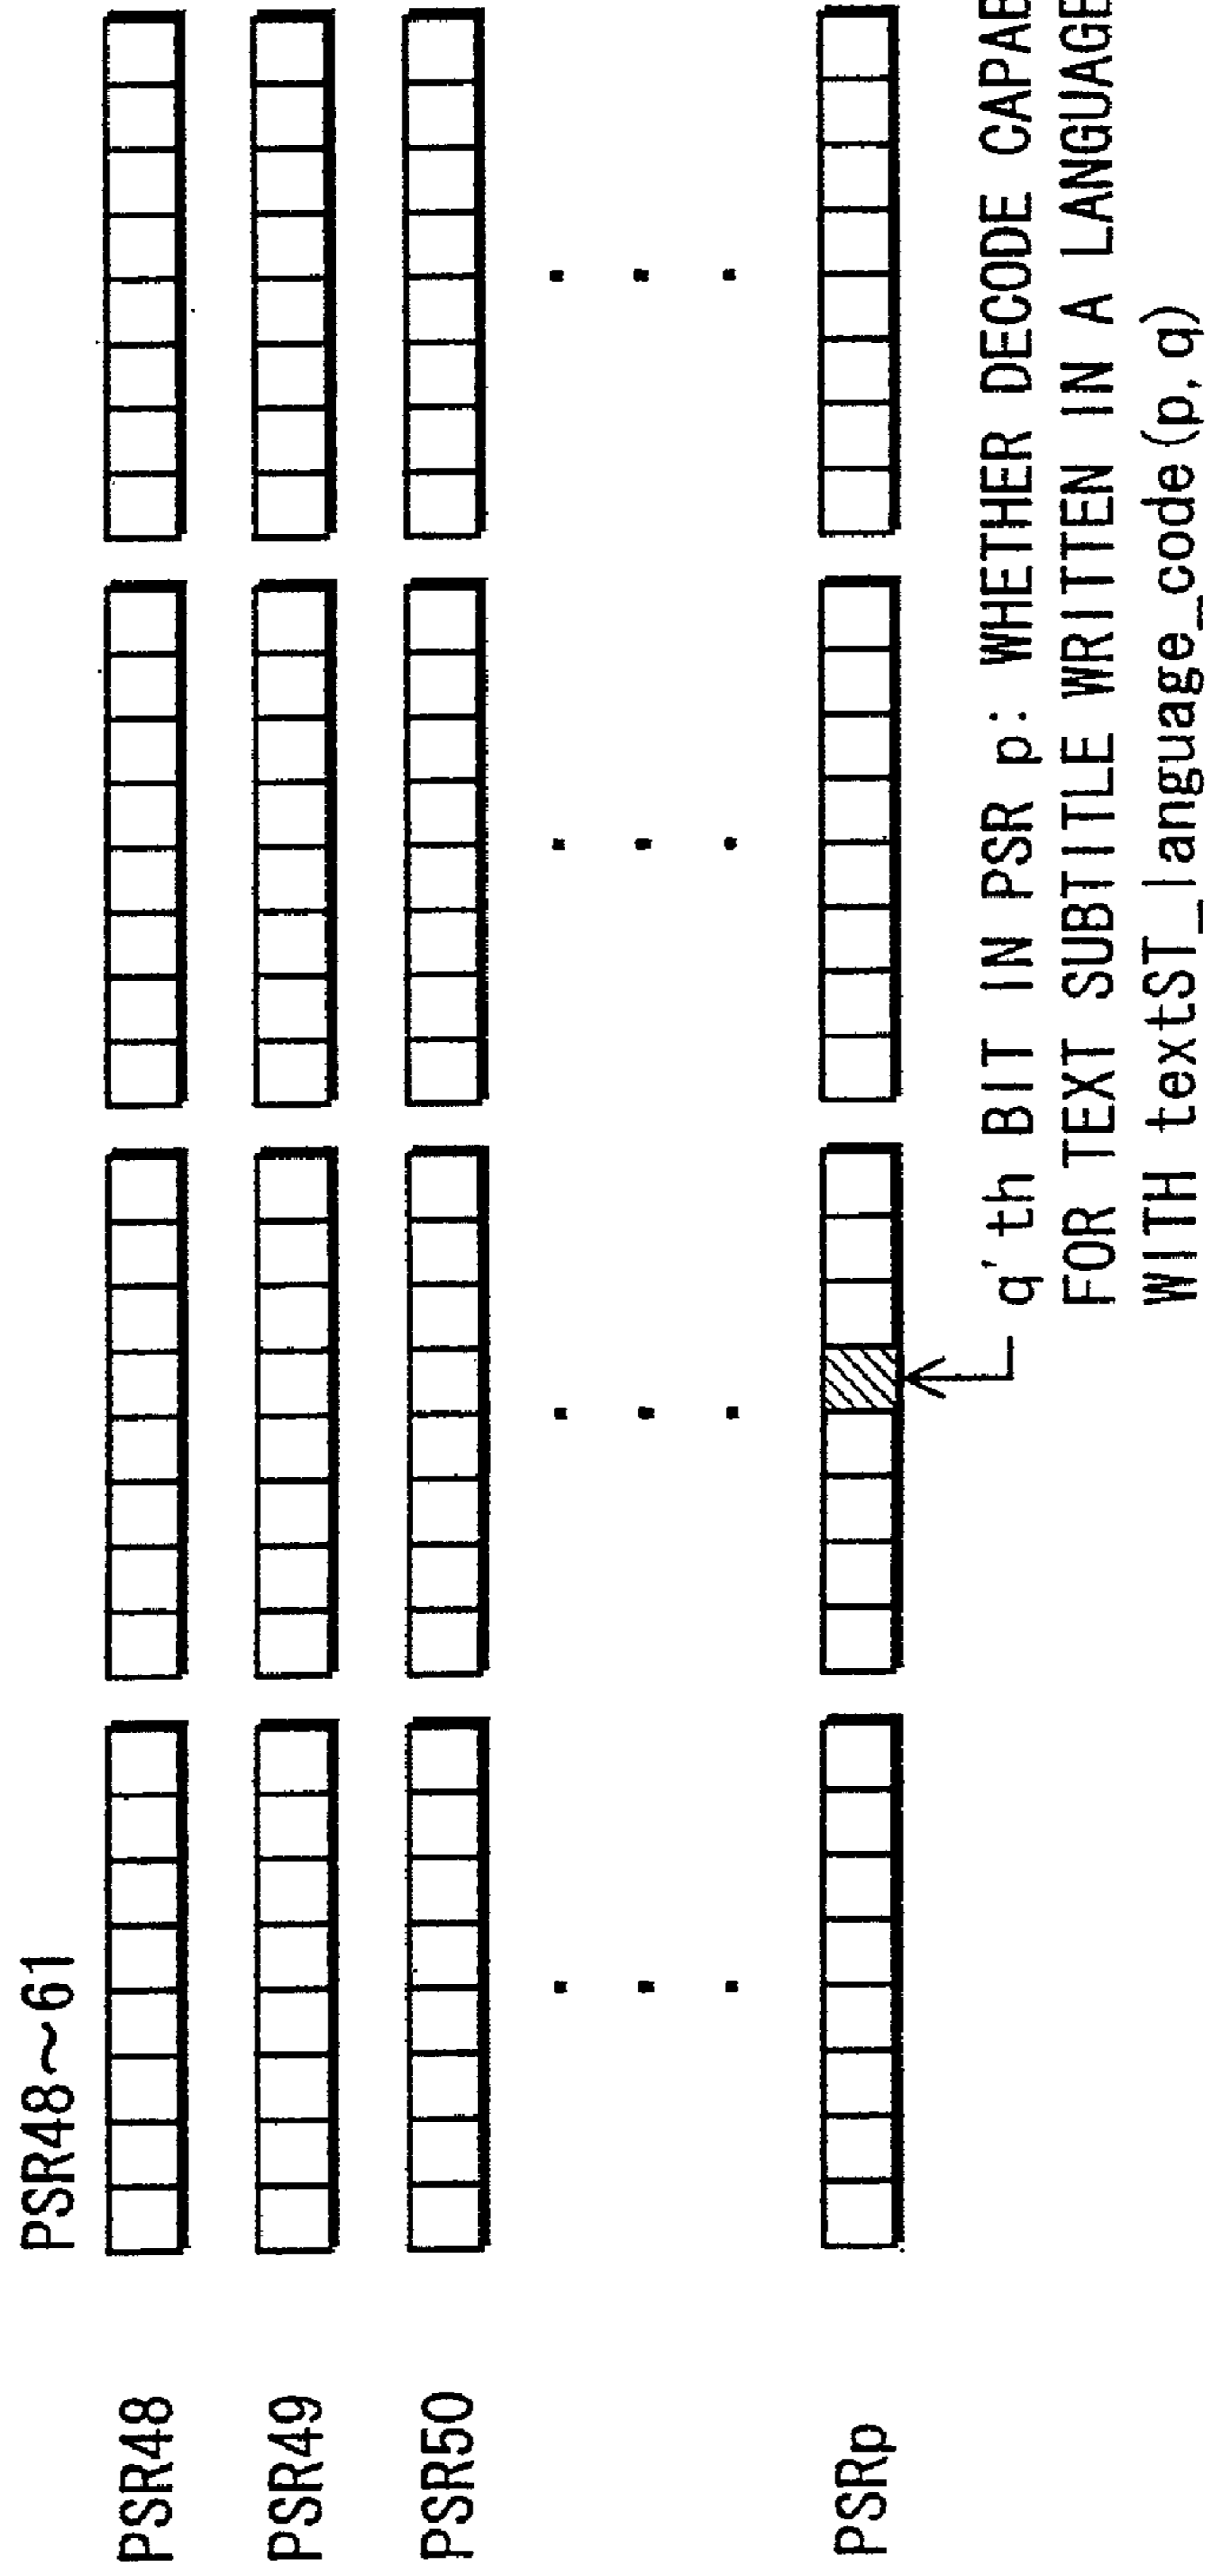 PSR48~61
PSR48
PSR49
PSR50
PSRp
q'th BIT IN PSR p: WHETHER DECODE
FOR TEXT SUBTITLE WRITTEN IN A LANGUAGE
WITH textST_language_code(p, q)